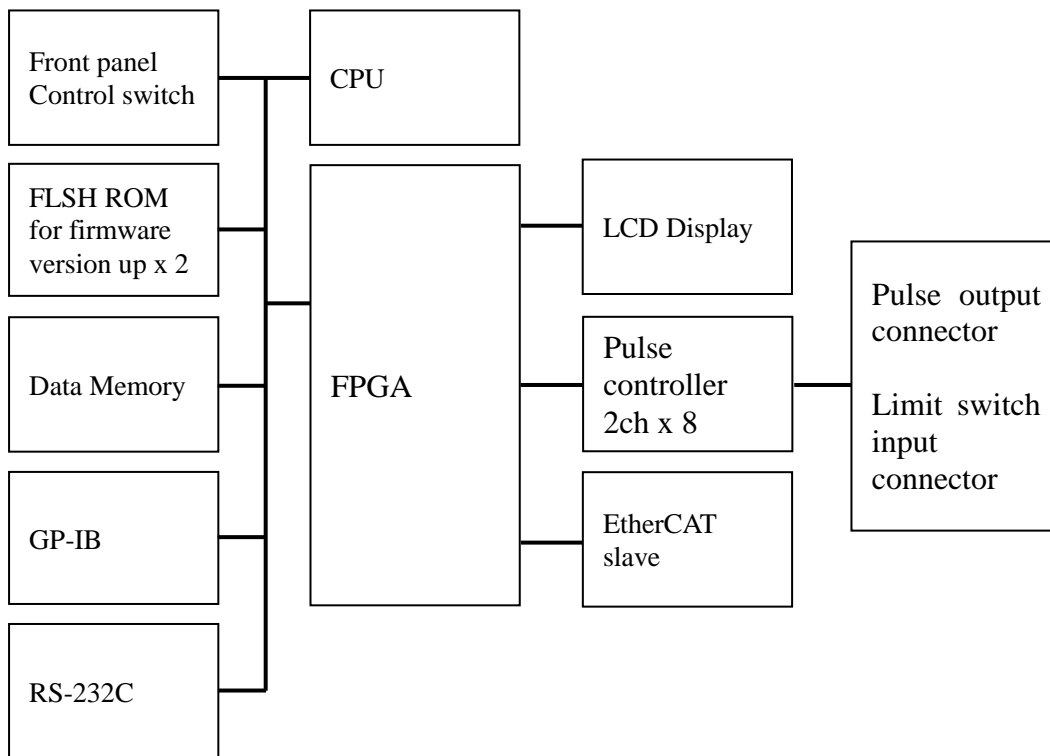 Front panel
Control switch
CPU
FLSH ROM
for firmware
version up x 2
LCD Display
Data Memory
FPGA
Pulse
controller
2ch x 8
Pulse output
connector
Limit switch
input
connector
GP-IB
EtherCAT
slave
RS-232C